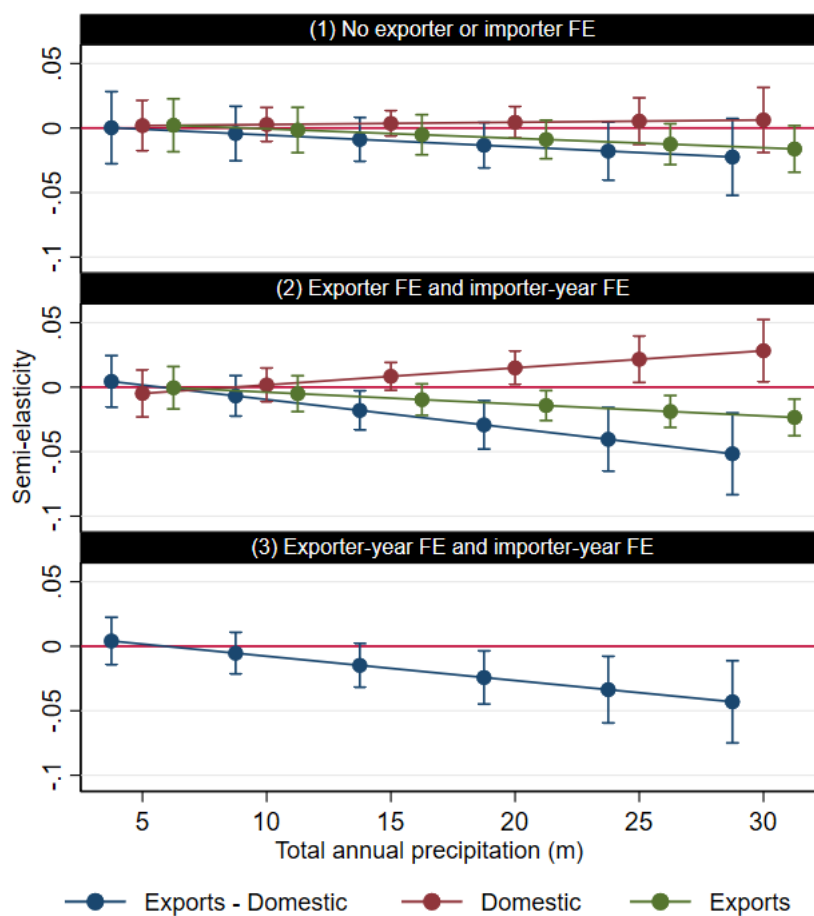 (1) No exporter or importer FE
.05
0
-.05
-.1
(2) Exporter FE and importer-year FE
.05
0
-.05
-.1
Semi-elasticity
(3) Exporter-year FE and importer-year FE
.05
0
-.05
-.1
5 10 15 20 25 30
Total annual precipitation (m)
Exports - Domestic Domestic Exports